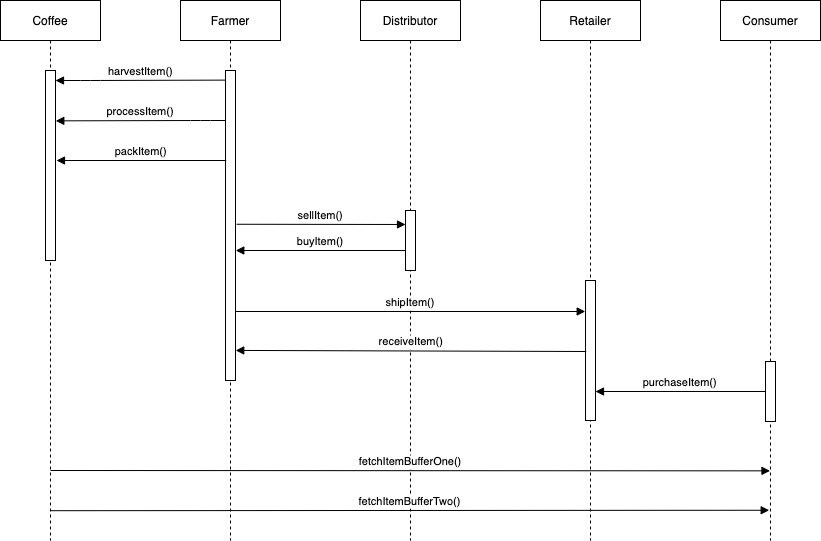 Coffee
Farmer
Distributor
Retailer
Consumer
harvestItem()
processItem()
packItem()
sellItem()
buyItem()
shipItem()
receiveItem()
purchaseItem()
fetchItemBufferOne()
fetchItemBufferTwo()